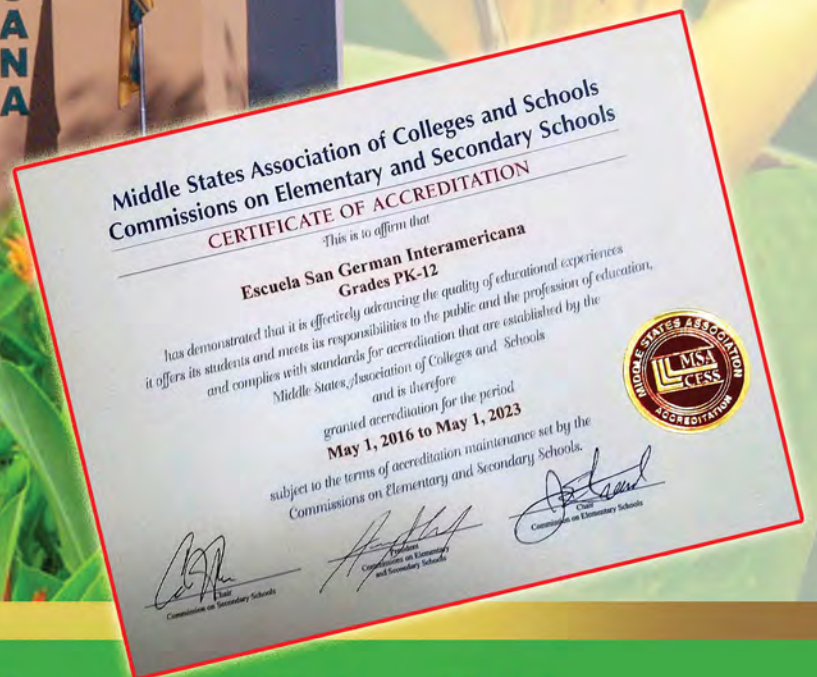 A
N
A
Middle States Association of Colleges and Schools
Commissions on Elementary and Secondary Schools
CERTIFICATE OF ACCREDITATION
This is to affirm that
Escuela San German Interamericana
Grades PK-12
has demonstrated that it is effectively advancing the quality of educational experiences
it offers its students and meets its responsibilities to the public and the profession of education,
and complies with standards for accreditation that are established by the
Middle States Association of Colleges and Schools
and is therefore
granted accreditation for the period
May 1, 2016 to May 1, 2023
subject to the terms of accreditation maintenance set by the
Commissions on Elementary and Secondary Schools.
MIDDLE STATES ASSOCIATION
MSA
CESS
ACCREDITATION
Chair
Commission on Secondary Schools
President
Commissions on Elementary
and Secondary Schools
Chair
Commission on Elementary Schools